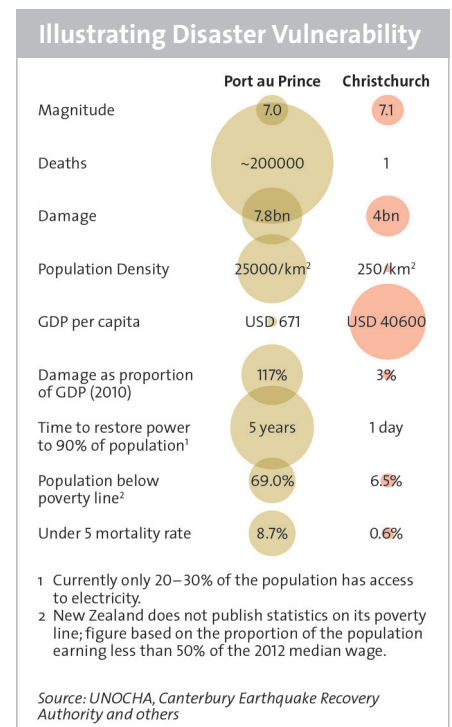 Illustrating Disaster Vulnerability
Port au Prince Christchurch
Magnitude 7.0 7.1
Deaths ~200000 1
Damage 7.8bn 4bn
Population Density 25000/km² 250/km²
GDP per capita USD 671 USD 40600
Damage as proportion 117% 3%
of GDP (2010)
Time to restore power 5 years 1 day
to 90% of population¹
Population below 69.0% 6.5%
poverty line²
Under 5 mortality rate 8.7% 0.6%
1 Currently only 20–30% of the population has access
to electricity.
2 New Zealand does not publish statistics on its poverty
line; figure based on the proportion of the population
earning less than 50% of the 2012 median wage.
Source: UNOCHA, Canterbury Earthquake Recovery
Authority and others